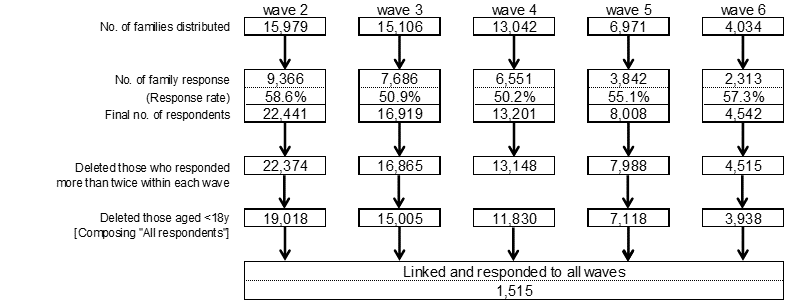 wave 2 wave 3 wave 4 wave 5 wave 6
No. of families distributed 15,979 15,106 13,042 6,971 4,034
No. of family response 9,366 7,686 6,551 3,842 2,313
(Response rate) 58.6% 50.9% 50.2% 55.1% 57.3%
Final no. of respondents 22,441 16,919 13,201 8,008 4,542
Deleted those who responded 22,374 16,865 13,148 7,988 4,515
more than twice within each wave
Deleted those aged <18y 19,018 15,005 11,830 7,118 3,938
[Composing "All respondents"]
Linked and responded to all waves
1,515